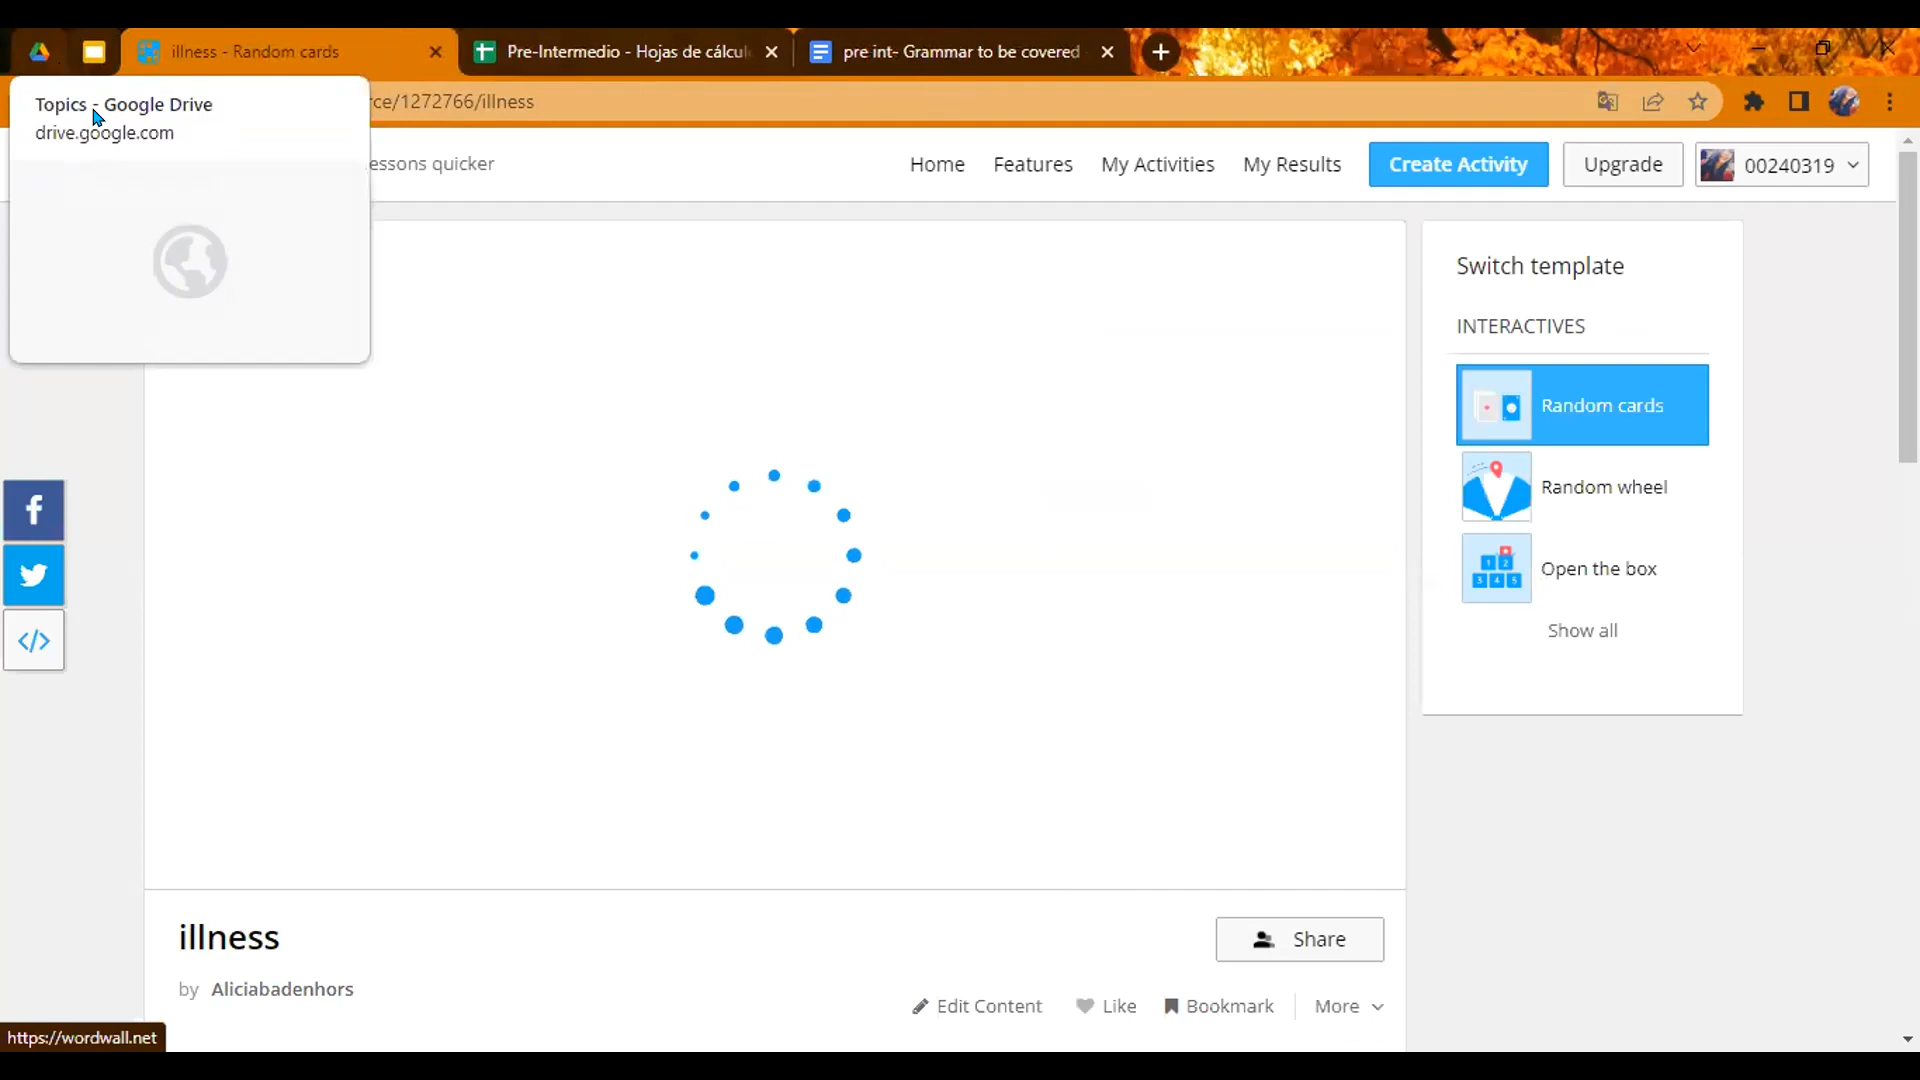 illness - Random cards
Pre-Intermedio - Hojas de cálcul
pre int- Grammar to be covered
Topics - Google Drive
drive.google.com
rce/1272766/illness
essons quicker
Home
Features
My Activities
My Results
Create Activity
Upgrade
00240319
Switch template
INTERACTIVES
Random cards
Random wheel
Open the box
Show all
illness
Share
by Aliciabadenhors
Edit Content
Like
Bookmark
More
https://wordwall.net